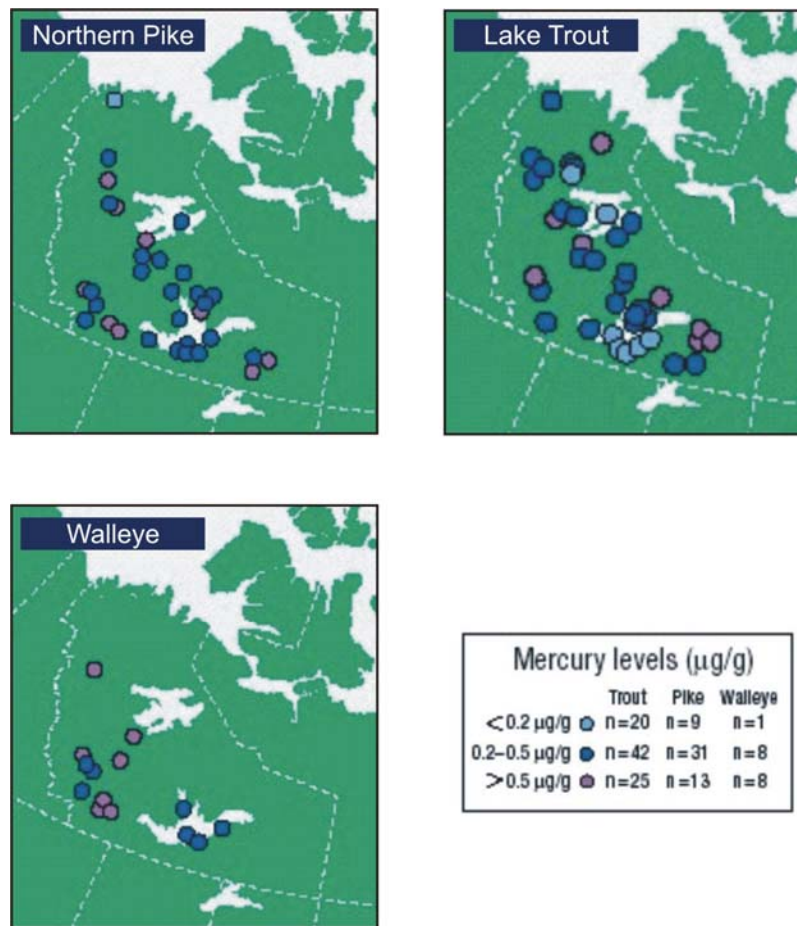 Northern Pike
Lake Trout
Walleye
Mercury levels (µg/g)
Trout Pike Walleye
<0.2 µg/g n=20 n=9 n=1
0.2–0.5 µg/g n=42 n=31 n=8
>0.5 µg/g n=25 n=13 n=8